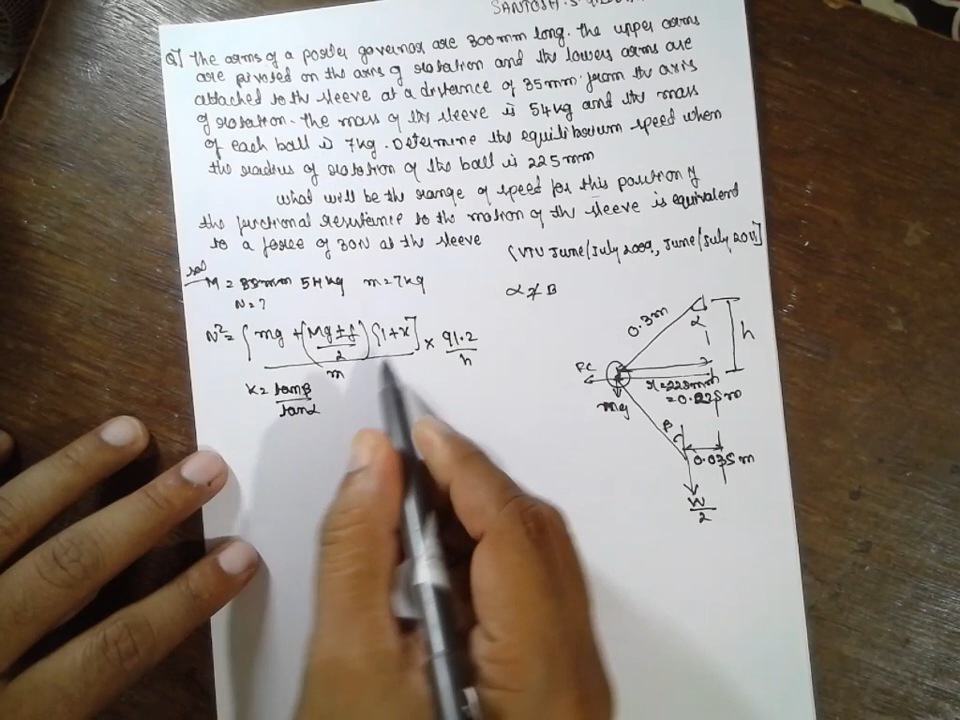 SANTOSH.S
Q) The arms of a porter governor are 300mm long. The upper arms
are pivoted on the axis of rotation and the lowers arms are
attached to the sleeve at a distance of 35mm from the axis
of rotation. The mass of the sleeve is 54kg and the mass
of each ball is 7kg. Determine the equilibrium speed when
the radius of rotation of the ball is 225mm
what will be the range of speed for this position if
the frictional resistance to the motion of the sleeve is equivalent
to a force of 30N at the sleeve
(VTU June/July 2009, June/July 2011]
sol
M = 54kg m=7kg
N=?
α ≠ β
N² = [mg + (Mg ± f / 2) [1+k] / m × 91.2 / h
K = tanβ / tanα
0.3m
α
h
FC
r=225mm
=0.225m
mg
β
0.035m
W/2